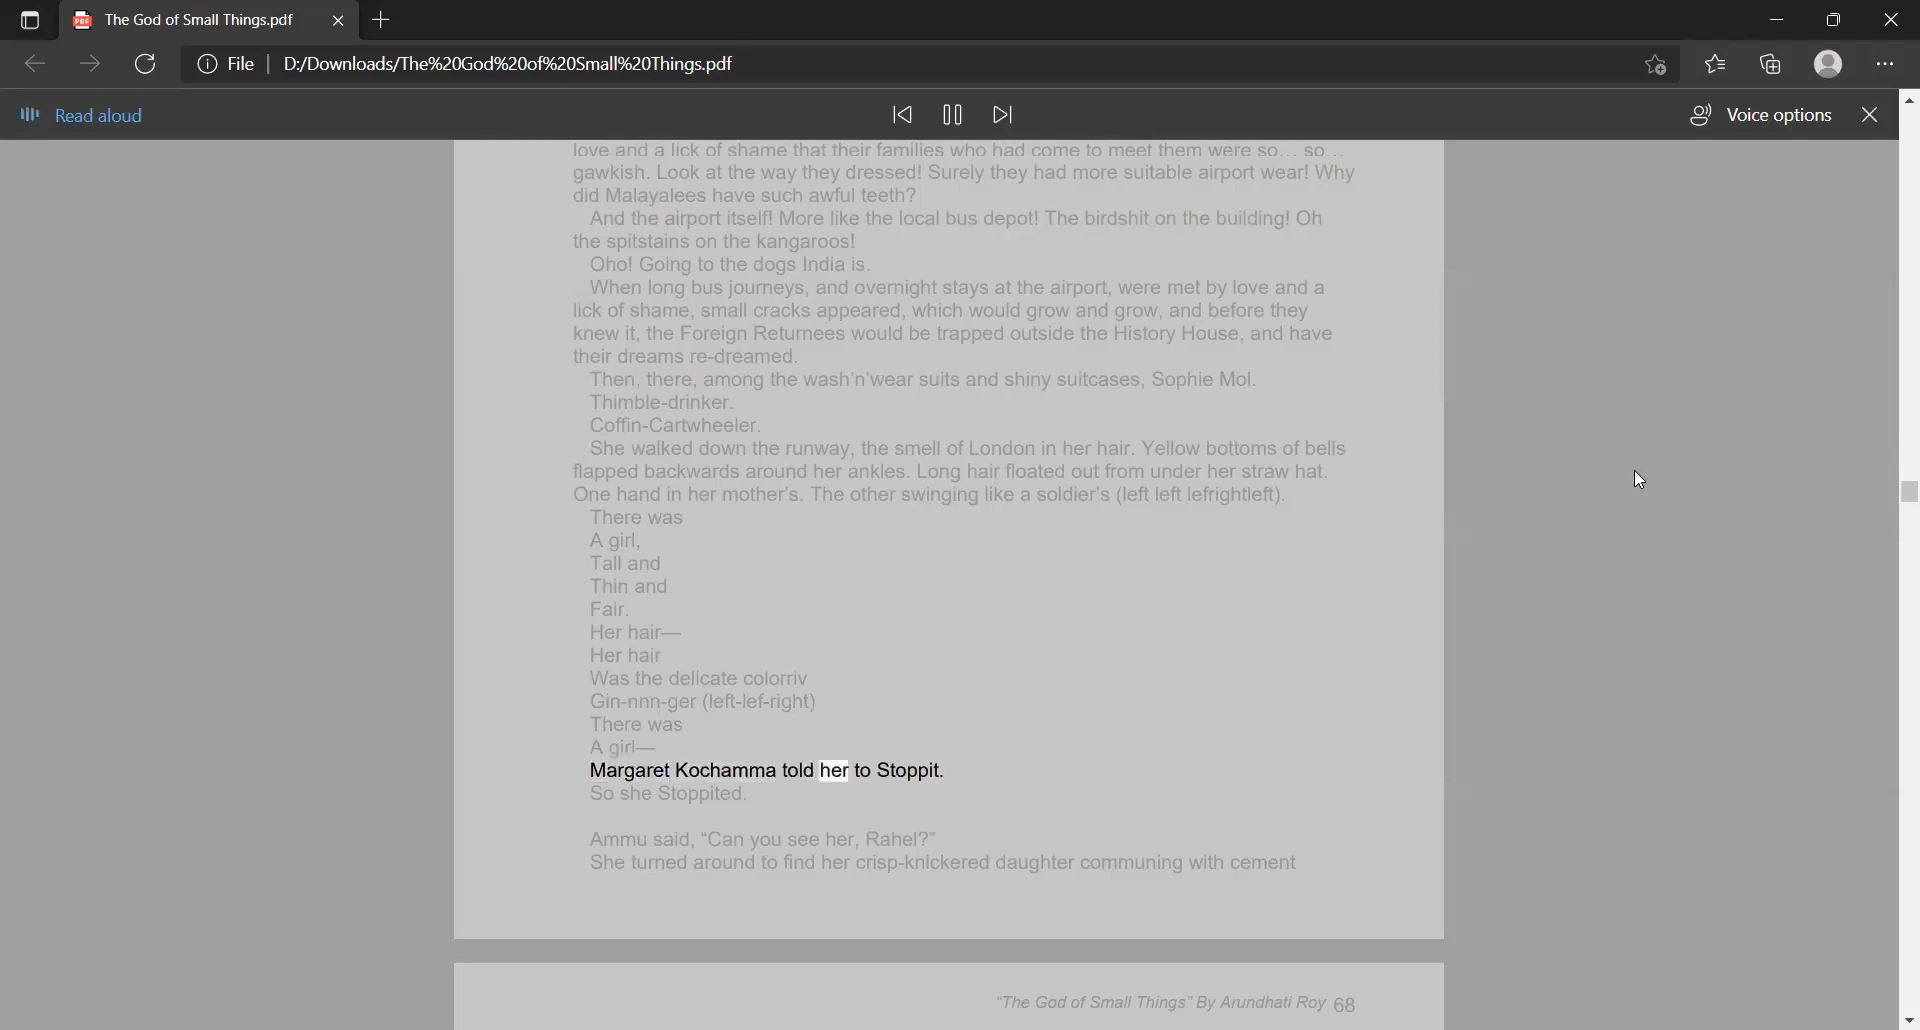 The God of Small Things.pdf
File
D:/Downloads/The%20God%20of%20Small%20Things.pdf
Read aloud
Voice options
love and a lick of shame that their families who had come to meet them were so... so...
gawkish. Look at the way they dressed! Surely they had more suitable airport wear! Why
did Malayalees have such awful teeth?
And the airport itself! More like the local bus depot! The birdshit on the building! Oh
the spitstains on the kangaroos!
Oho! Going to the dogs India is.
When long bus journeys, and overnight stays at the airport, were met by love and a
lick of shame, small cracks appeared, which would grow and grow, and before they
knew it, the Foreign Returnees would be trapped outside the History House, and have
their dreams re-dreamed.
Then, there, among the wash'n'wear suits and shiny suitcases, Sophie Mol.
Thimble-drinker.
Coffin-Cartwheeler.
She walked down the runway, the smell of London in her hair. Yellow bottoms of bells
flapped backwards around her ankles. Long hair floated out from under her straw hat.
One hand in her mother's. The other swinging like a soldier's (left left lefrightleft).
There was
A girl,
Tall and
Thin and
Fair.
Her hair—
Her hair
Was the delicate colorriv
Gin-nnn-ger (left-lef-right)
There was
A girl—
Margaret Kochamma told her to Stoppit.
So she Stoppited.
Ammu said, “Can you see her, Rahel?”
She turned around to find her crisp-knickered daughter communing with cement
“The God of Small Things” By Arundhati Roy 68